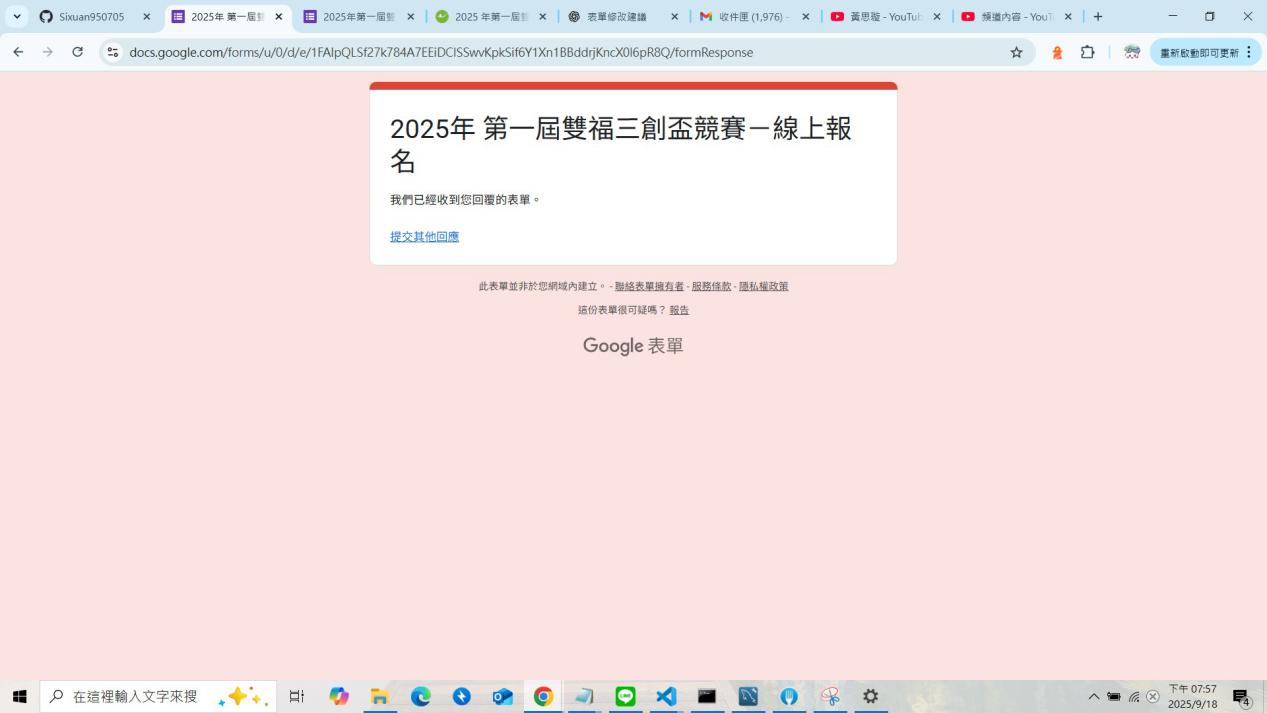 Sixuan950705
2025年 第一屆雙
2025年第一屆雙
2025 年第一屆
表單修改建議
收件匣 (1,976) -
黃思璇 - YouTub
頻道內容 - YouT
docs.google.com/forms/u/0/d/e/1FAIpQLSf27k784A7EEiDCISSwvKpkSif6Y1Xn1BBddrjKncX0I6pR8Q/formResponse
重新啟動即可更新
2025年 第一屆雙福三創盃競賽－線上報
名
我們已經收到您回覆的表單。
提交其他回應
此表單並非於您網域內建立。 - 聯絡表單擁有者 - 服務條款 - 隱私權政策
這份表單很可疑嗎？ 報告
Google 表單
在這裡輸入文字來搜
下午 07:57
2025/9/18
4